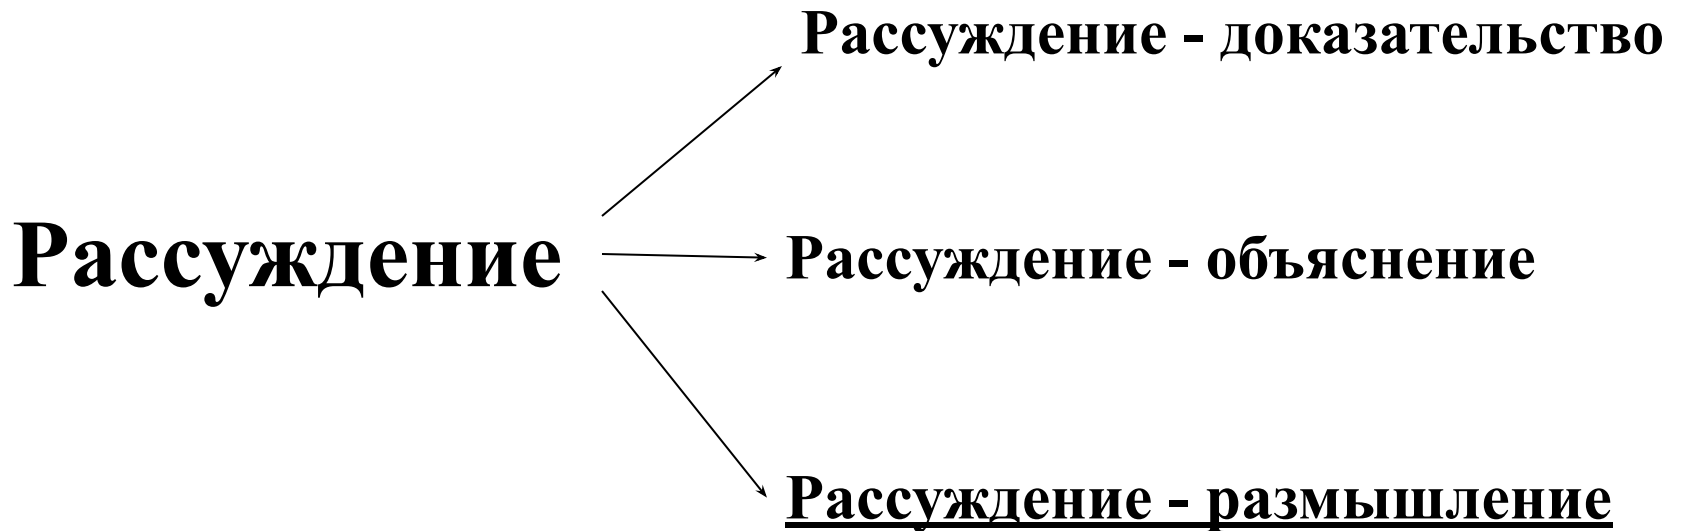 Рассуждение - доказательство
Рассуждение
Рассуждение - объяснение
Рассуждение - размышление